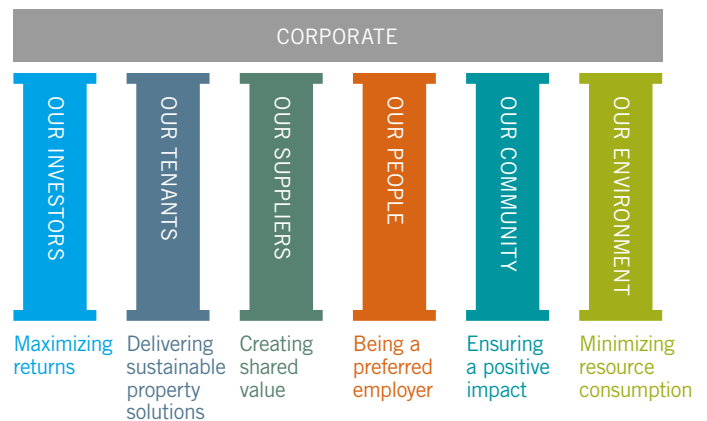 CORPORATE
OUR INVESTORS
OUR TENANTS
OUR SUPPLIERS
OUR PEOPLE
OUR COMMUNITY
OUR ENVIRONMENT
Maximizing
returns
Delivering
sustainable
property
solutions
Creating
shared
value
Being a
preferred
employer
Ensuring
a positive
impact
Minimizing
resource
consumption